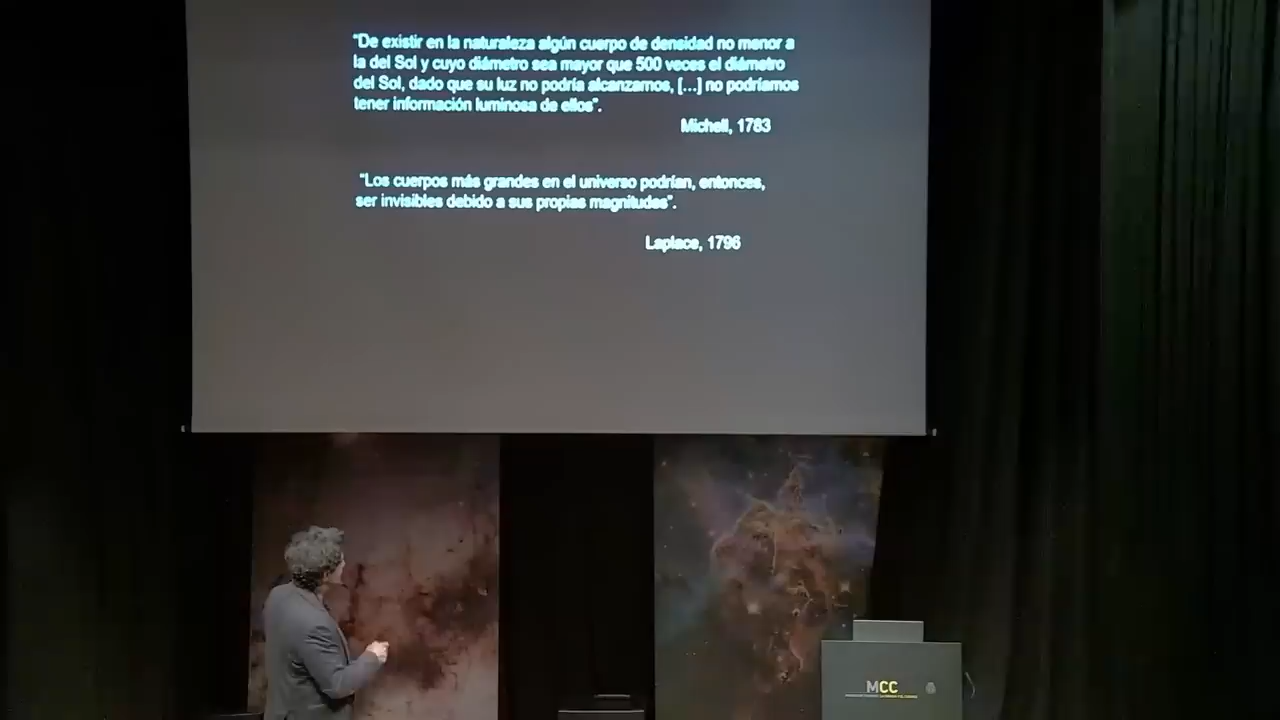 “De existir en la naturaleza algún cuerpo de densidad no menor a
la del Sol y cuyo diámetro sea mayor que 500 veces el diámetro
del Sol, dado que su luz no podría alcanzarnos, [...] no podríamos
tener información luminosa de ellos”.
Michell, 1783
“Los cuerpos más grandes en el universo podrían, entonces,
ser invisibles debido a sus propias magnitudes”.
Laplace, 1796
MCC